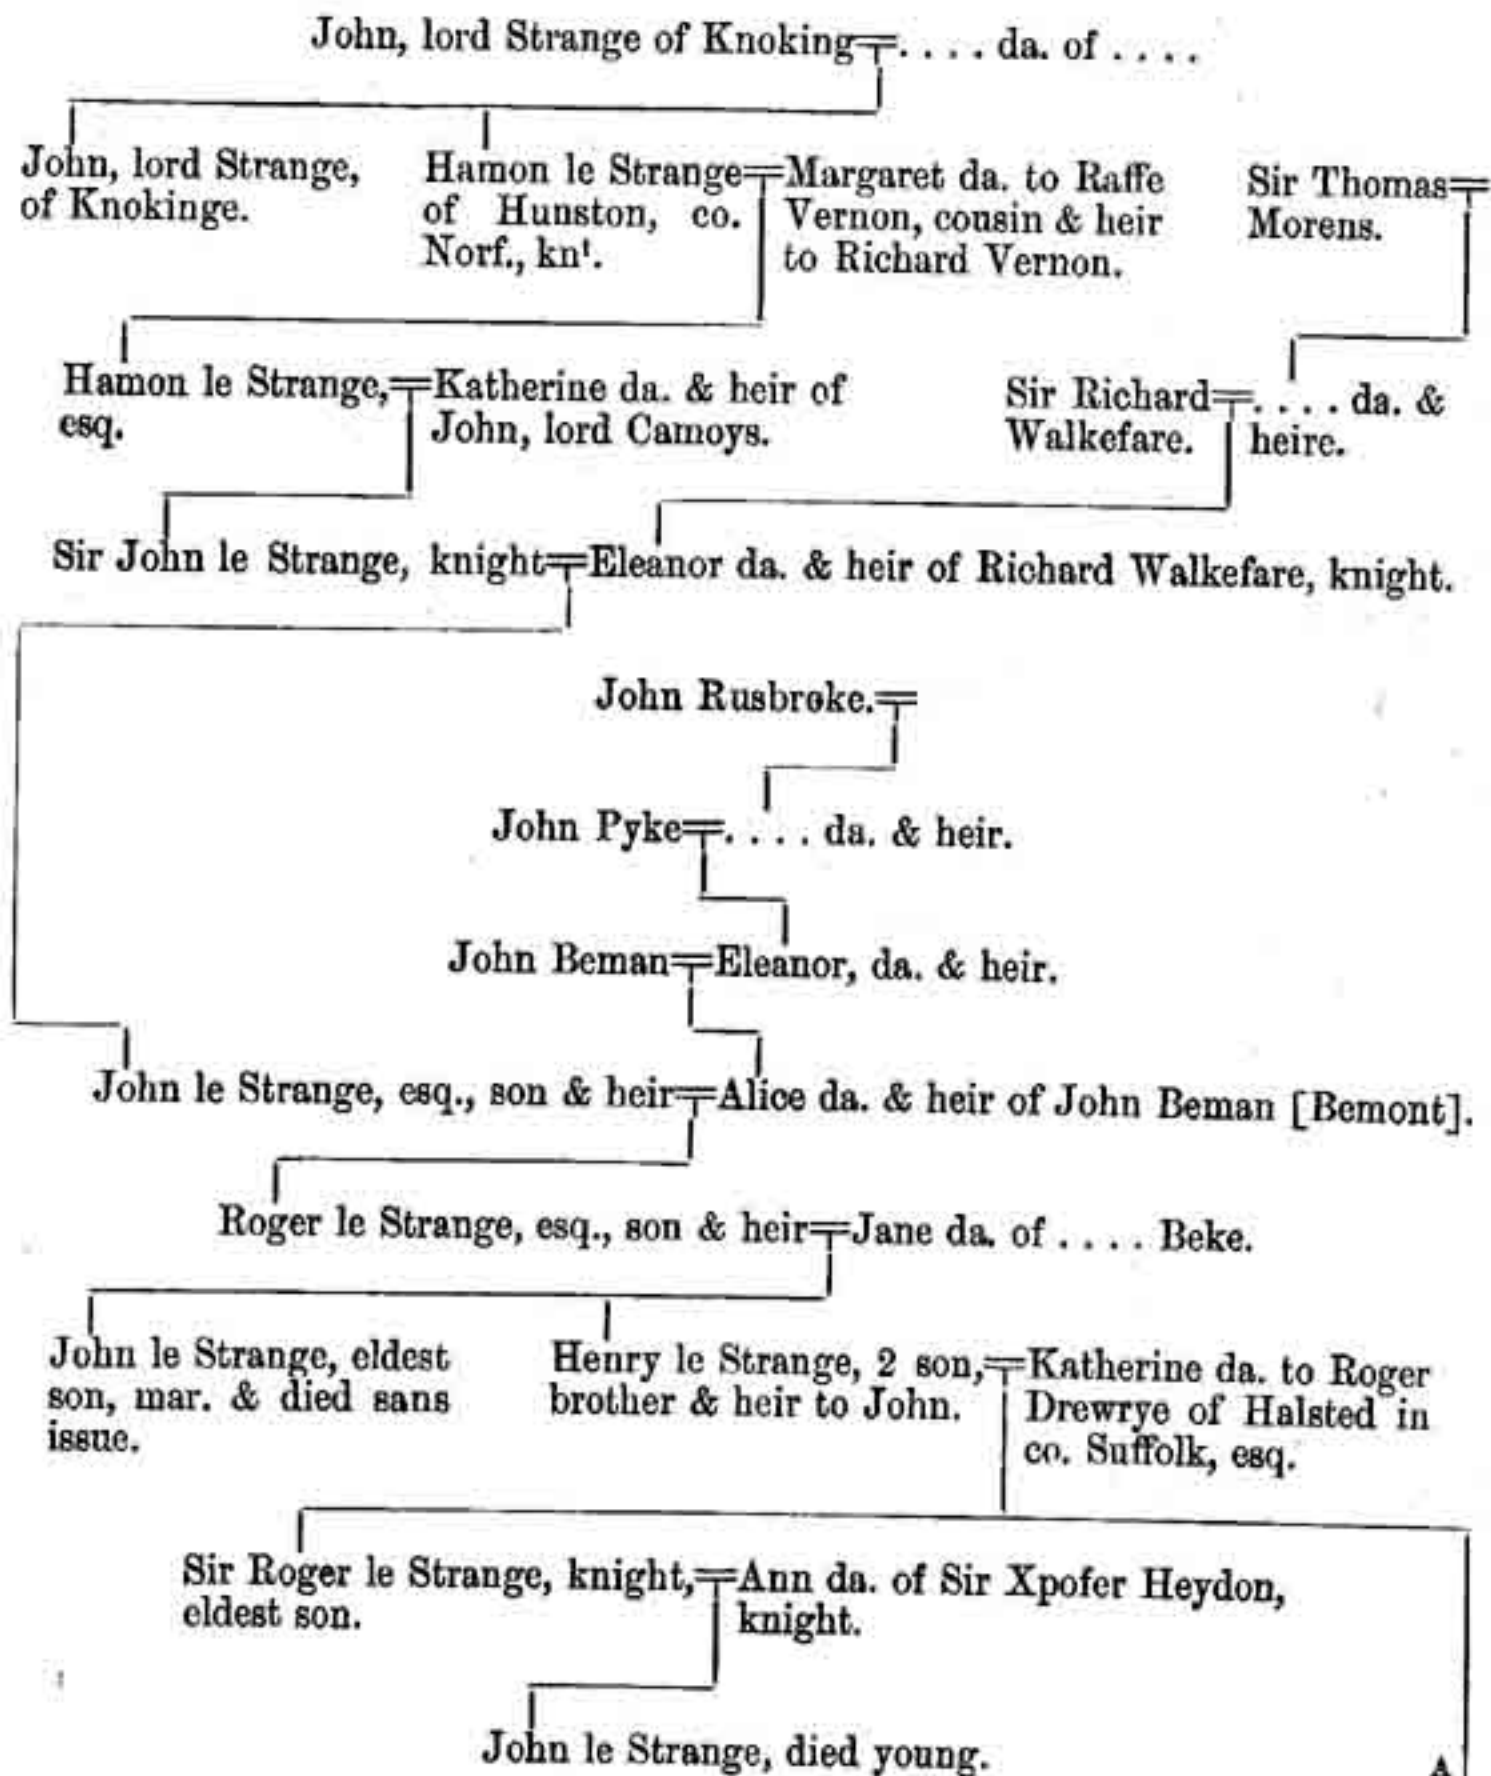 John, lord Strange of Knoking=. . . . da. of . . . .
John, lord Strange,
of Knokinge.
Hamon le Strange=
of Hunston, co.
Norf., knt.
Margaret da. to Raffe
Vernon, cousin & heir
to Richard Vernon.
Sir Thomas=
Morens.
Hamon le Strange,=
esq.
Katherine da. & heir of
John, lord Camoys.
Sir Richard=
Walkefare.
. . . . da. &
heire.
Sir John le Strange, knight=Eleanor da. & heir of Richard Walkefare, knight.
John Rusbroke.=
John Pyke=. . . . da. & heir.
John Beman=Eleanor, da. & heir.
John le Strange, esq., son & heir=Alice da. & heir of John Beman [Bemont].
Roger le Strange, esq., son & heir=Jane da. of . . . . Beke.
John le Strange, eldest
son, mar. & died sans
issue.
Henry le Strange, 2 son,=
brother & heir to John.
Katherine da. to Roger
Drewrye of Halsted in
co. Suffolk, esq.
Sir Roger le Strange, knight,=
eldest son.
Ann da. of Sir Xpofer Heydon,
knight.
John le Strange, died young.
A